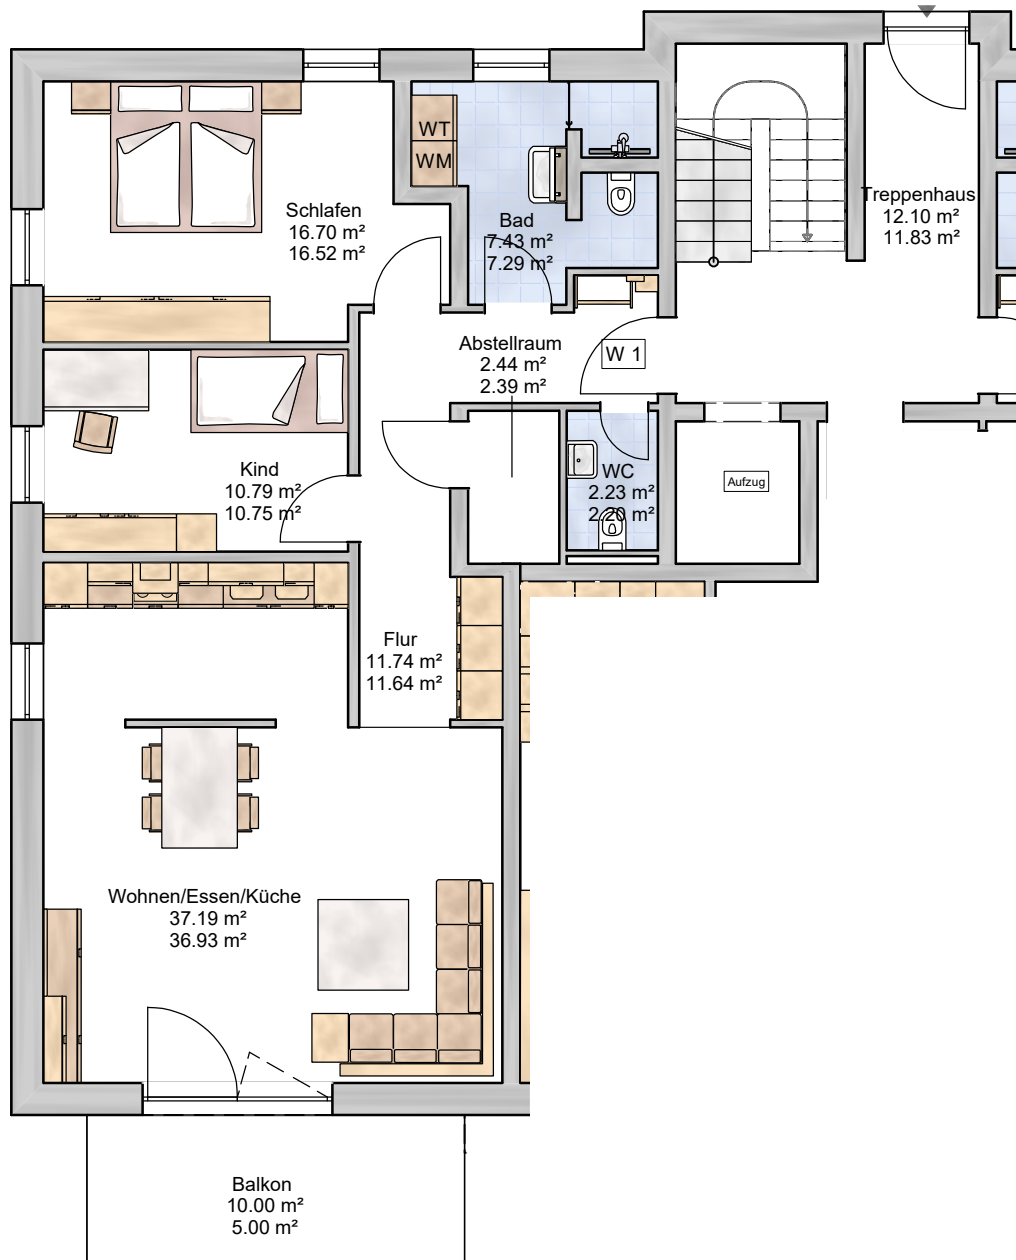 WT
WM
Schlafen
16.70 m²
16.52 m²
Bad
7.43 m²
7.29 m²
Treppenhaus
12.10 m²
11.83 m²
Abstellraum
2.44 m²
2.39 m²
W 1
Kind
10.79 m²
10.75 m²
WC
2.23 m²
2.20 m²
Aufzug
Flur
11.74 m²
11.64 m²
Wohnen/Essen/Küche
37.19 m²
36.93 m²
Balkon
10.00 m²
5.00 m²